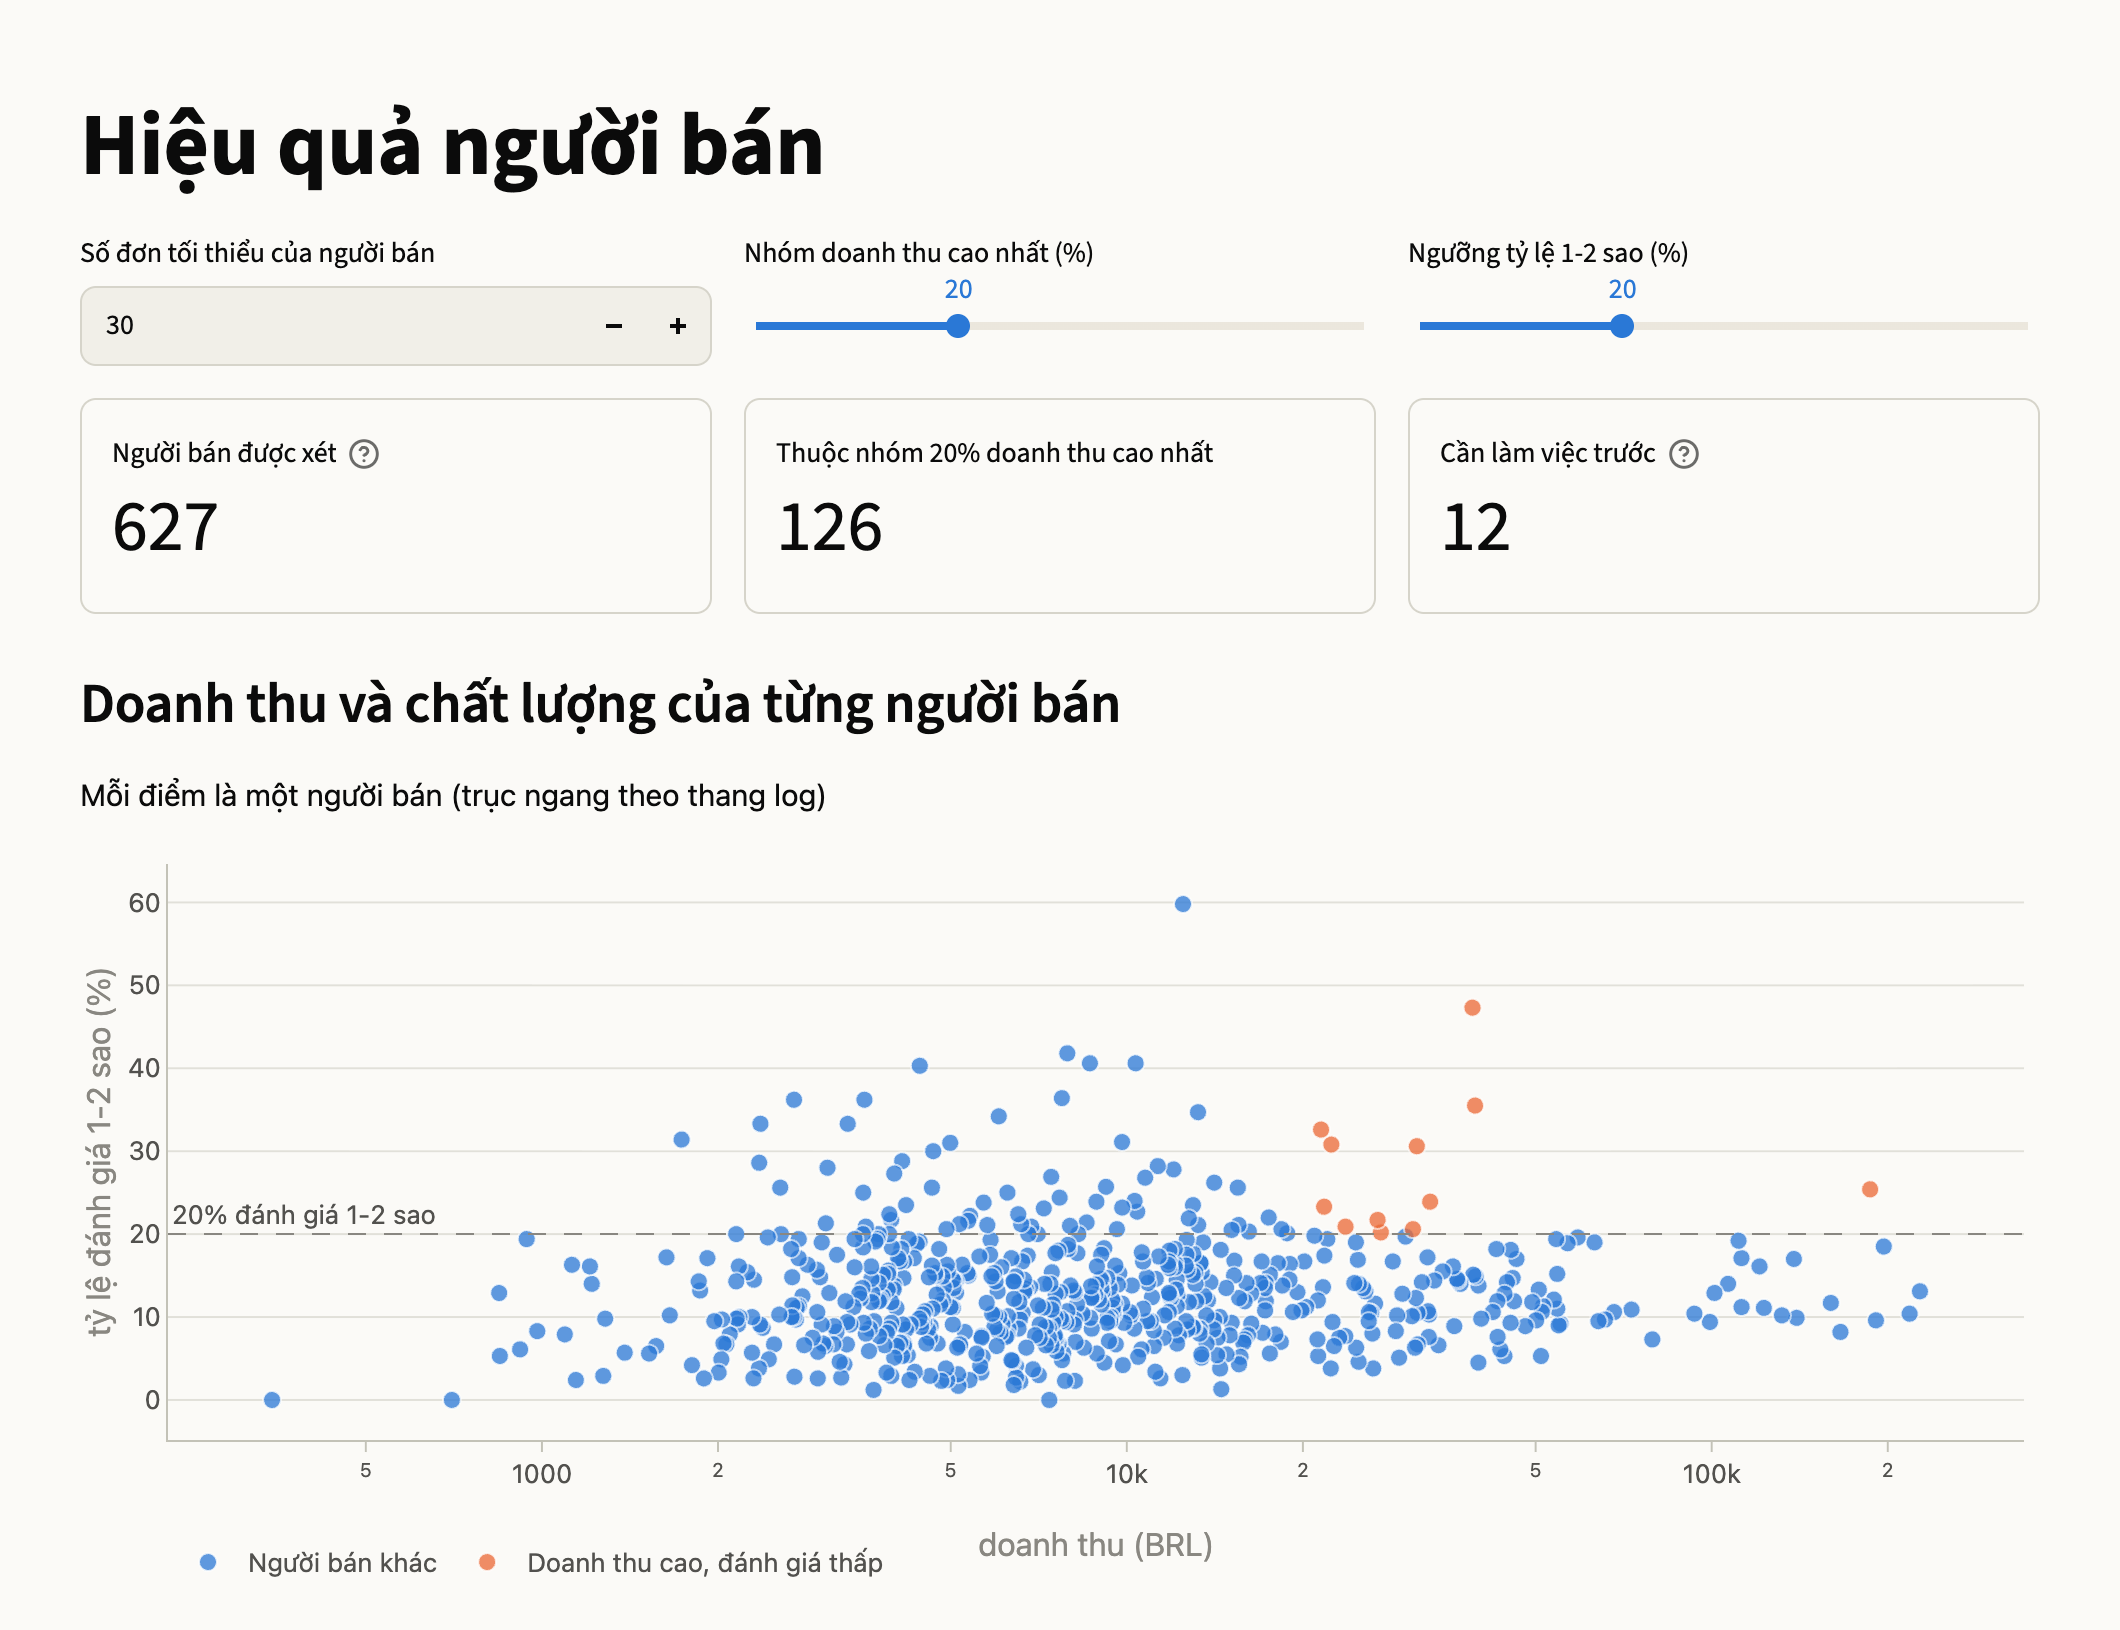 Hiệu quả người bán
Số đơn tối thiểu của người bán
30
Nhóm doanh thu cao nhất (%)
20
Ngưỡng tỷ lệ 1-2 sao (%)
20
Người bán được xét
627
Thuộc nhóm 20% doanh thu cao nhất
126
Cần làm việc trước
12
Doanh thu và chất lượng của từng người bán
Mỗi điểm là một người bán (trục ngang theo thang log)
tỷ lệ đánh giá 1-2 sao (%)
60
50
40
30
20
10
0
20% đánh giá 1-2 sao
5 1000 2 5 10k 2 5 100k 2
doanh thu (BRL)
Người bán khác
Doanh thu cao, đánh giá thấp